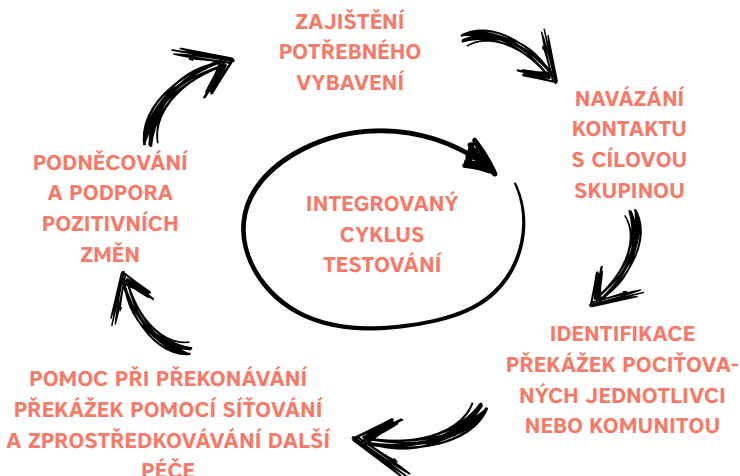 ZAJIŠTĚNÍ
POTŘEBNÉHO
VYBAVENÍ
NAVÁZÁNÍ
KONTAKTU
S CÍLOVOU
SKUPINOU
IDENTIFIKACE
PŘEKÁŽEK POCIŤOVA-
NÝCH JEDNOTLIVCI
NEBO KOMUNITOU
POMOC PŘI PŘEKONÁVÁNÍ
PŘEKÁŽEK POMOCÍ SÍŤOVÁNÍ
A ZPROSTŘEDKOVÁVÁNÍ DALŠÍ
PÉČE
PODNĚCOVÁNÍ
A PODPORA
POZITIVNÍCH
ZMĚN
INTEGROVANÝ
CYKLUS
TESTOVÁNÍ